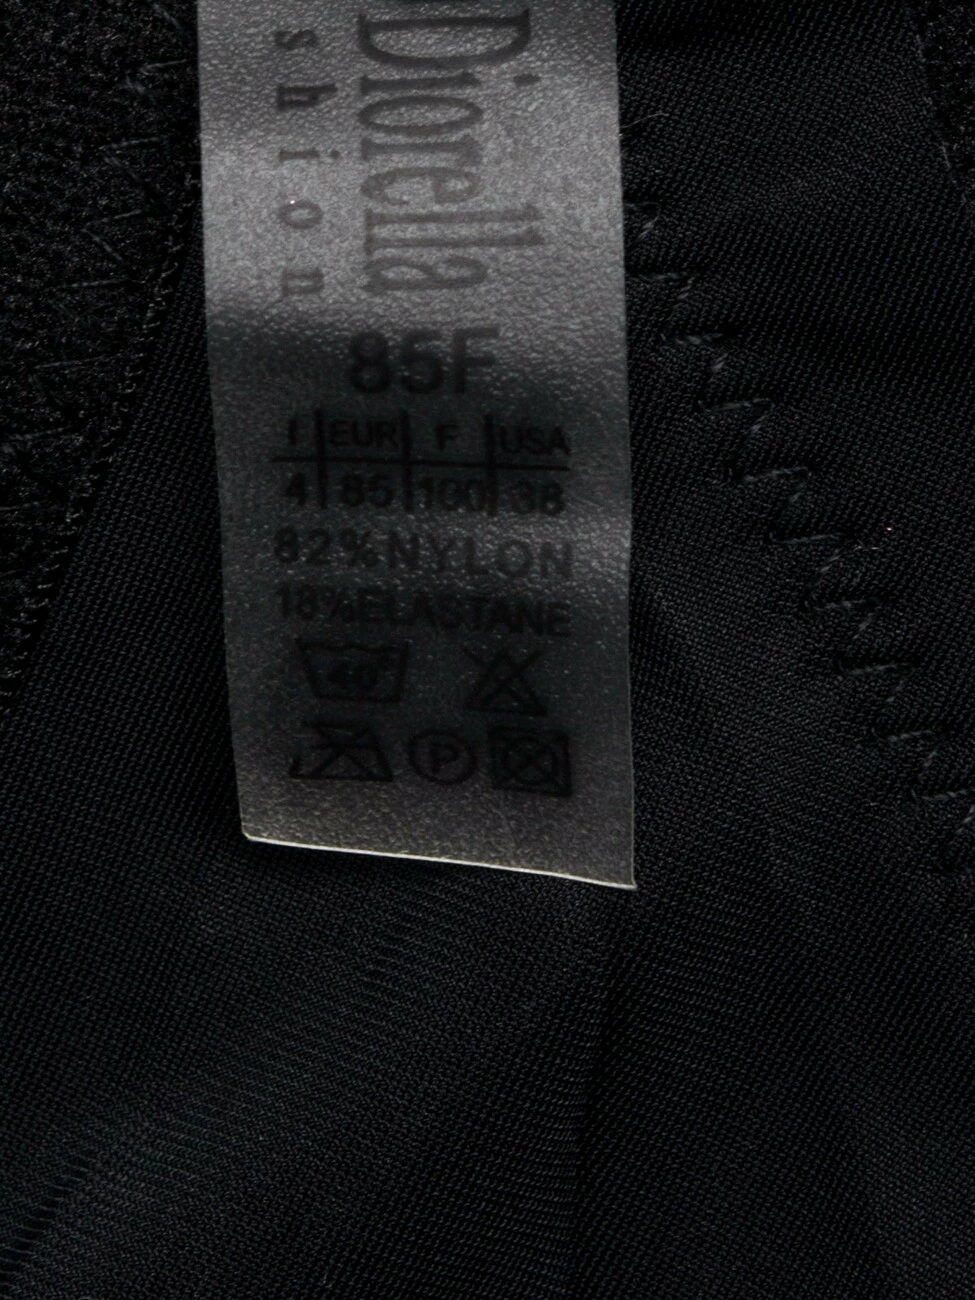 Diorella
shion
85F
I EUR F USA
4 85 100 38
82%NYLON
18%ELASTANE
40
P